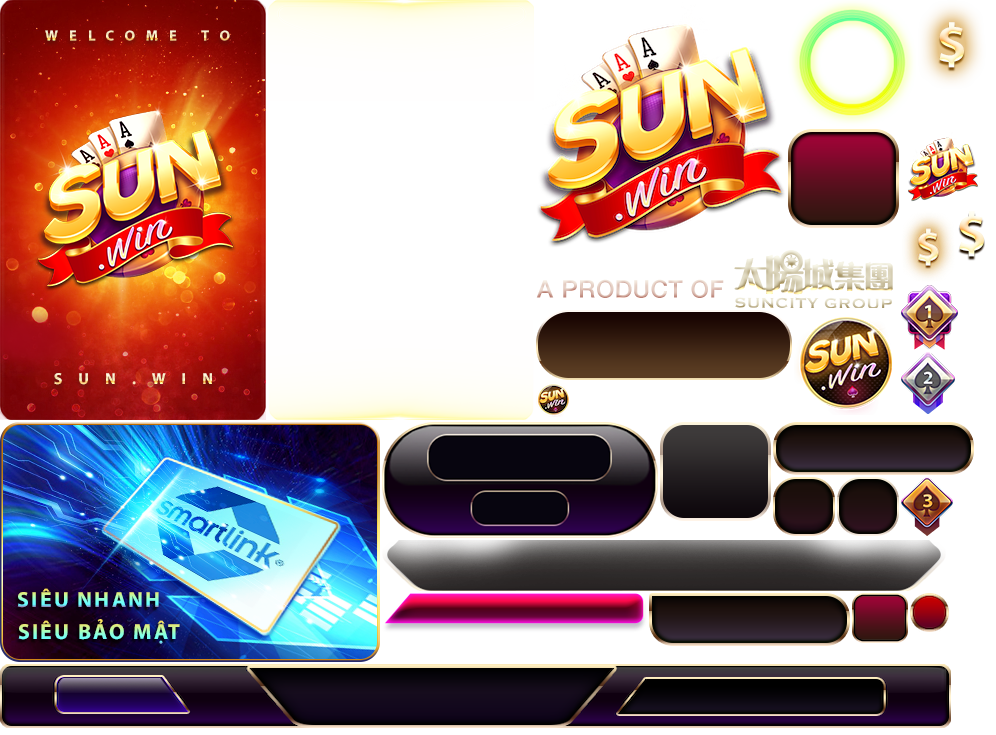 WELCOME TO
A
A
A
SUN
.win
SUN.WIN
A
A
A
SUN
.win
$
A
A
A
SUN
.win
$
$
A PRODUCT OF 太陽城集團
SUNCITY GROUP
1
SUN
.win
2
SUN
.win
smartlink
SIÊU NHANH
SIÊU BẢO MẬT
3